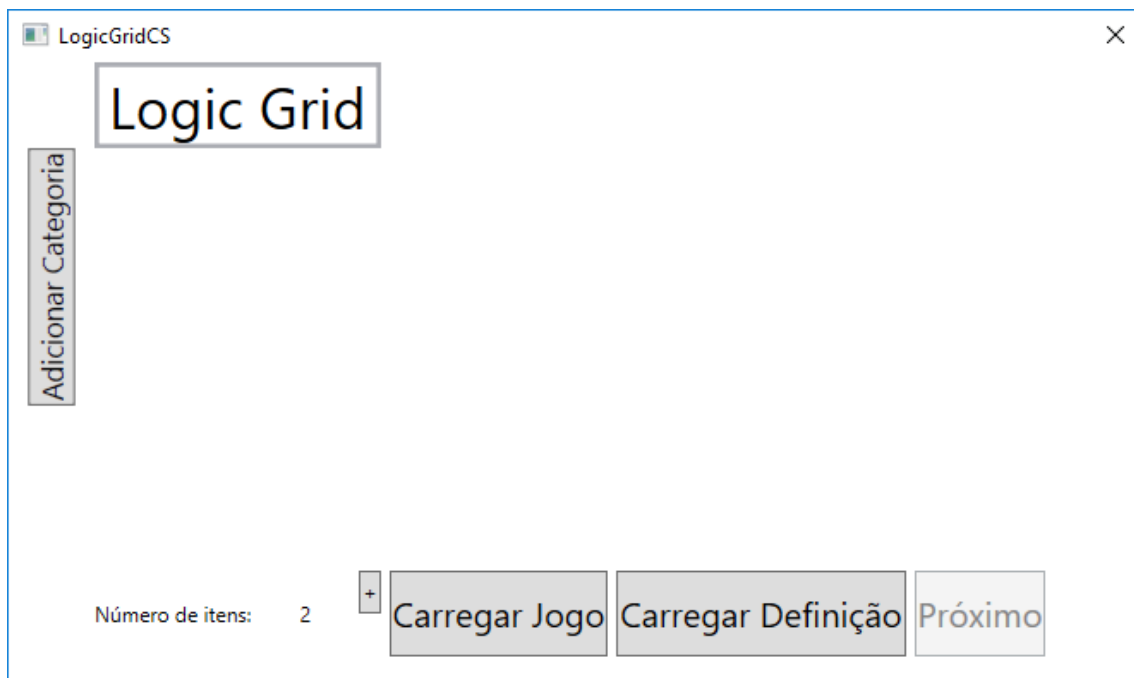 LogicGridCS
Logic Grid
Adicionar Categoria
Número de itens: 2 + Carregar Jogo Carregar Definição Próximo